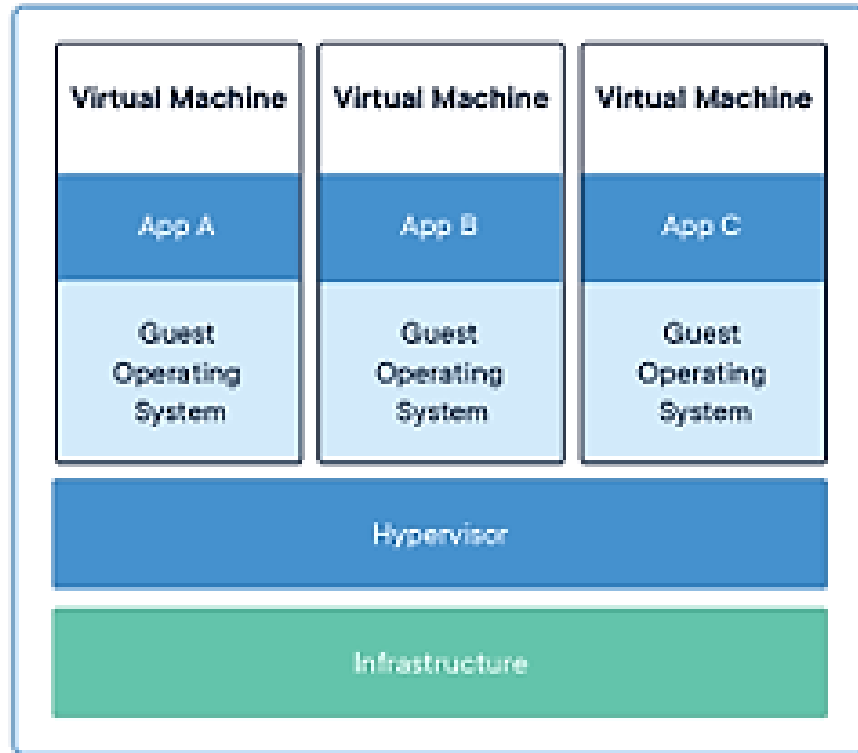 Virtual Machine Virtual Machine Virtual Machine
App A App B App C
Guest Guest Guest
Operating Operating Operating
System System System
Hypervisor
Infrastructure